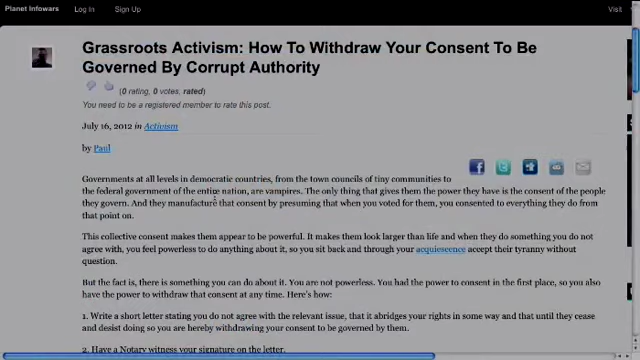 Planet Infowars Log In Sign Up Visit
Grassroots Activism: How To Withdraw Your Consent To Be
Governed By Corrupt Authority
(0 rating, 0 votes, rated)
You need to be a registered member to rate this post.
July 16, 2012 in Activism
by Paul
Governments at all levels in democratic countries, from the town councils of tiny communities to
the federal government of the entire nation, are vampires. The only thing that gives them the power they have is the consent of the people
they govern. And they manufacture that consent by presuming that when you voted for them, you consented to everything they do from
that point on.
This collective consent makes them appear to be powerful. It makes them look larger than life and when they do something you do not
agree with, you feel powerless to do anything about it, so you sit back and through your acquiescence accept their tyranny without
question.
But the fact is, there is something you can do about it. You are not powerless. You had the power to consent in the first place, so you also
have the power to withdraw that consent at any time. Here's how:
1. Write a short letter stating you do not agree with the relevant issue, that it abridges your rights in some way and that until they cease
and desist doing so you are hereby withdrawing your consent to be governed by them.
2. Have a Notary witness your signature on the letter.